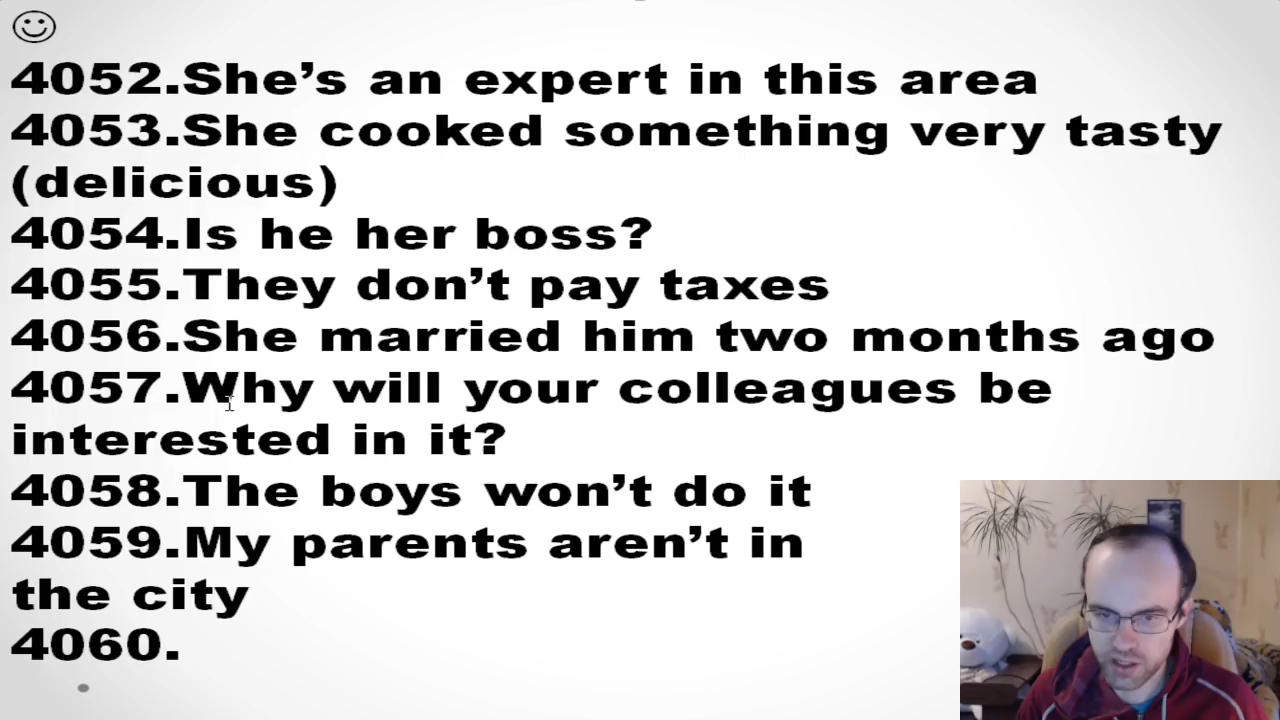 4052.She’s an expert in this area
4053.She cooked something very tasty
(delicious)
4054.Is he her boss?
4055.They don’t pay taxes
4056.She married him two months ago
4057.Why will your colleagues be
interested in it?
4058.The boys won’t do it
4059.My parents aren’t in
the city
4060.